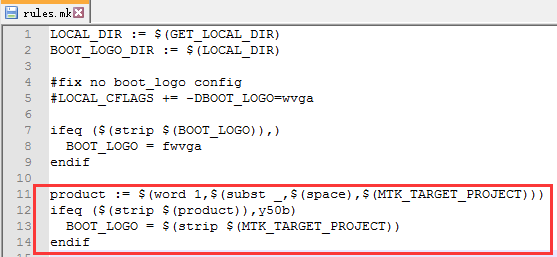 rules.mk
1 LOCAL_DIR := $(GET_LOCAL_DIR)
2 BOOT_LOGO_DIR := $(LOCAL_DIR)
3
4 #fix no boot_logo config
5 #LOCAL_CFLAGS += -DBOOT_LOGO=wvga
6
7 ifeq ($(strip $(BOOT_LOGO)),)
8   BOOT_LOGO = fwvga
9 endif
10
11 product := $(word 1,$(subst _,$(space),$(MTK_TARGET_PROJECT)))
12 ifeq ($(strip $(product)),y50b)
13   BOOT_LOGO = $(strip $(MTK_TARGET_PROJECT))
14 endif